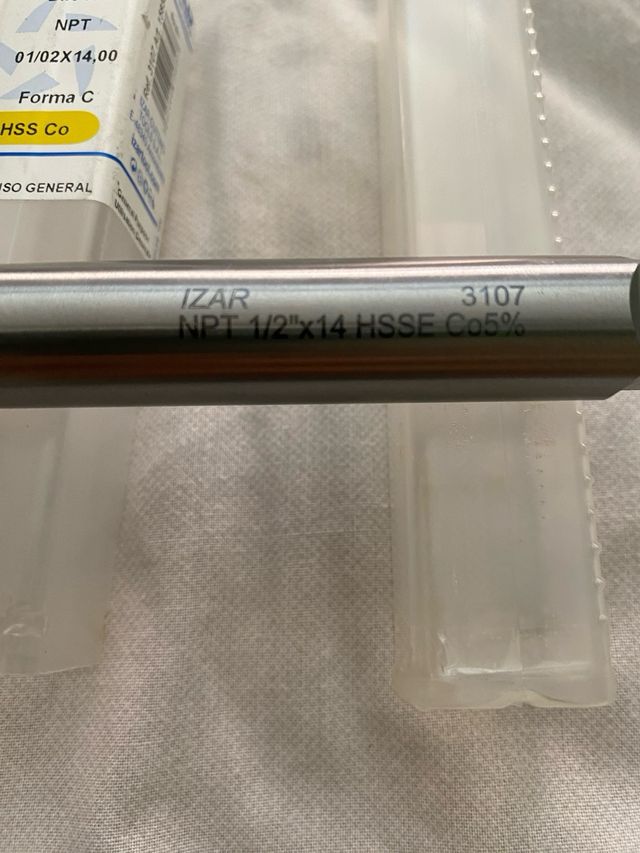 NPT
01/02X14,00
Forma C
HSS Co
USO GENERAL
IZAR 3107
NPT 1/2"x14 HSSE Co5%